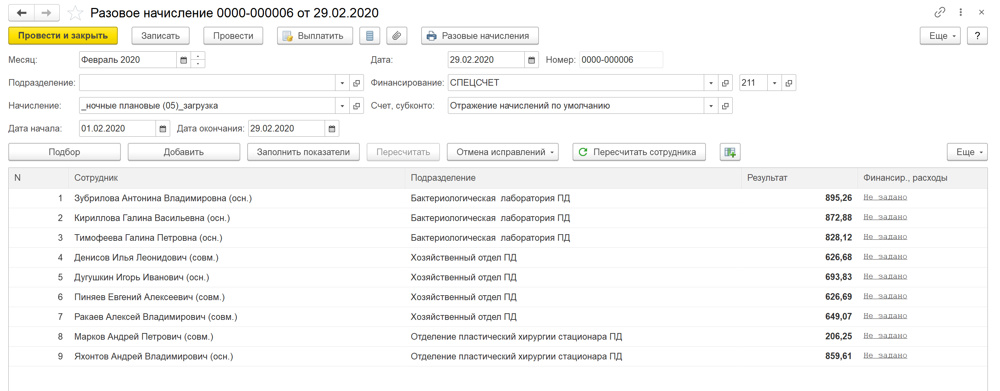 Разовое начисление 0000-000006 от 29.02.2020
Провести и закрыть Записать Провести Выплатить Разовые начисления Еще ?
Месяц: Февраль 2020 Дата: 29.02.2020 Номер: 0000-000006
Подразделение: Финансирование: СПЕЦСЧЕТ 211
Начисление: _ночные плановые (05)_загрузка Счет, субконто: Отражение начислений по умолчанию
Дата начала: 01.02.2020 Дата окончания: 29.02.2020
Подбор Добавить Заполнить показатели Пересчитать Отмена исправлений Пересчитать сотрудника Еще
N Сотрудник Подразделение Результат Финансир., расходы
1 Зубрилова Антонина Владимировна (осн.) Бактериологическая  лаборатория ПД 895,26 Не задано
2 Кириллова Галина Васильевна (осн.) Бактериологическая  лаборатория ПД 872,88 Не задано
3 Тимофеева Галина Петровна (осн.) Бактериологическая  лаборатория ПД 828,12 Не задано
4 Денисов Илья Леонидович (совм.) Хозяйственный отдел ПД 626,68 Не задано
5 Дугушкин Игорь Иванович (осн.) Хозяйственный отдел ПД 693,83 Не задано
6 Пиняев Евгений Алексеевич (совм.) Хозяйственный отдел ПД 626,69 Не задано
7 Ракаев Алексей Владимирович (совм.) Хозяйственный отдел ПД 649,07 Не задано
8 Марков Андрей Петрович (совм.) Отделение пластический хирургии стационара ПД 206,25 Не задано
9 Яхонтов Андрей Владимирович (осн.) Отделение пластический хирургии стационара ПД 859,61 Не задано